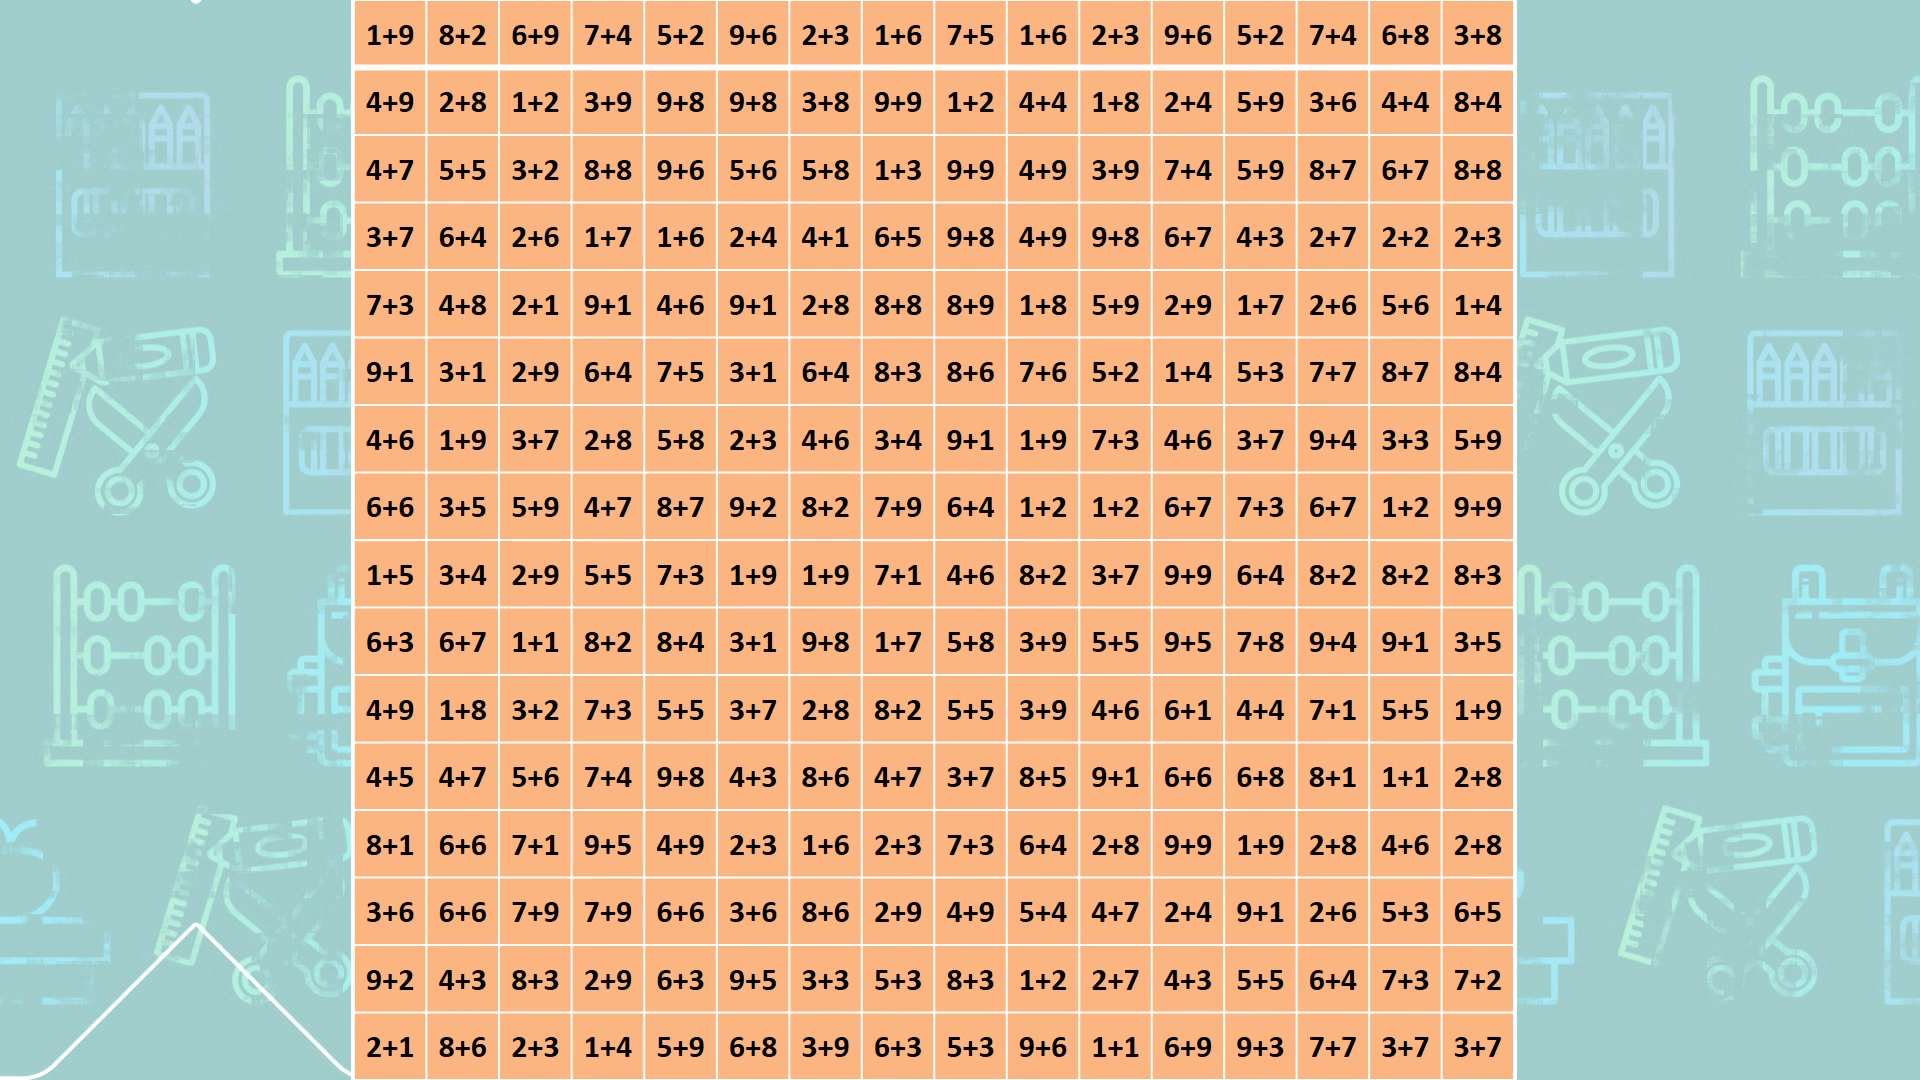 1+9 8+2 6+9 7+4 5+2 9+6 2+3 1+6 7+5 1+6 2+3 9+6 5+2 7+4 6+8 3+8
4+9 2+8 1+2 3+9 9+8 9+8 3+8 9+9 1+2 4+4 1+8 2+4 5+9 3+6 4+4 8+4
4+7 5+5 3+2 8+8 9+6 5+6 5+8 1+3 9+9 4+9 3+9 7+4 5+9 8+7 6+7 8+8
3+7 6+4 2+6 1+7 1+6 2+4 4+1 6+5 9+8 4+9 9+8 6+7 4+3 2+7 2+2 2+3
7+3 4+8 2+1 9+1 4+6 9+1 2+8 8+8 8+9 1+8 5+9 2+9 1+7 2+6 5+6 1+4
9+1 3+1 2+9 6+4 7+5 3+1 6+4 8+3 8+6 7+6 5+2 1+4 5+3 7+7 8+7 8+4
4+6 1+9 3+7 2+8 5+8 2+3 4+6 3+4 9+1 1+9 7+3 4+6 3+7 9+4 3+3 5+9
6+6 3+5 5+9 4+7 8+7 9+2 8+2 7+9 6+4 1+2 1+2 6+7 7+3 6+7 1+2 9+9
1+5 3+4 2+9 5+5 7+3 1+9 1+9 7+1 4+6 8+2 3+7 9+9 6+4 8+2 8+2 8+3
6+3 6+7 1+1 8+2 8+4 3+1 9+8 1+7 5+8 3+9 5+5 9+5 7+8 9+4 9+1 3+5
4+9 1+8 3+2 7+3 5+5 3+7 2+8 8+2 5+5 3+9 4+6 6+1 4+4 7+1 5+5 1+9
4+5 4+7 5+6 7+4 9+8 4+3 8+6 4+7 3+7 8+5 9+1 6+6 6+8 8+1 1+1 2+8
8+1 6+6 7+1 9+5 4+9 2+3 1+6 2+3 7+3 6+4 2+8 9+9 1+9 2+8 4+6 2+8
3+6 6+6 7+9 7+9 6+6 3+6 8+6 2+9 4+9 5+4 4+7 2+4 9+1 2+6 5+3 6+5
9+2 4+3 8+3 2+9 6+3 9+5 3+3 5+3 8+3 1+2 2+7 4+3 5+5 6+4 7+3 7+2
2+1 8+6 2+3 1+4 5+9 6+8 3+9 6+3 5+3 9+6 1+1 6+9 9+3 7+7 3+7 3+7